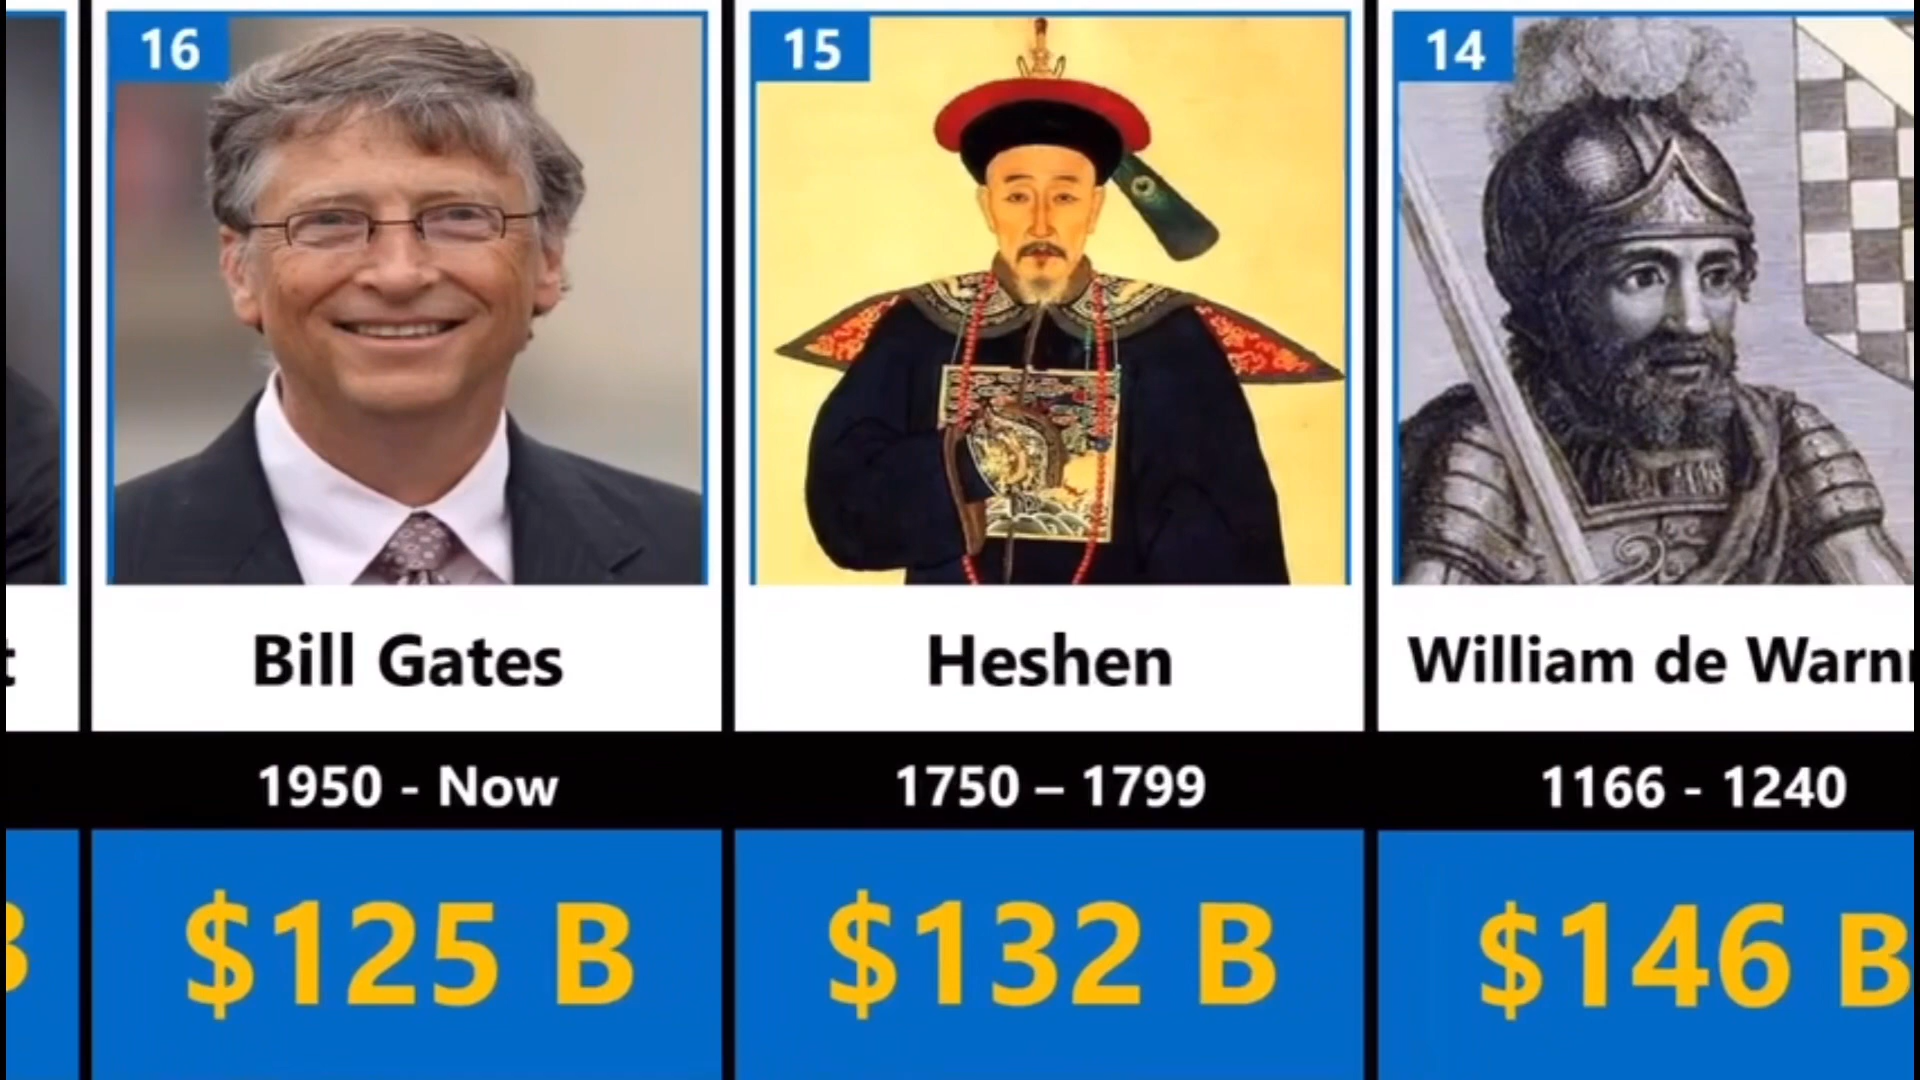 16
Bill Gates
1950 - Now
$125 B
15
Heshen
1750 – 1799
$132 B
14
William de Warn
1166 - 1240
$146 B